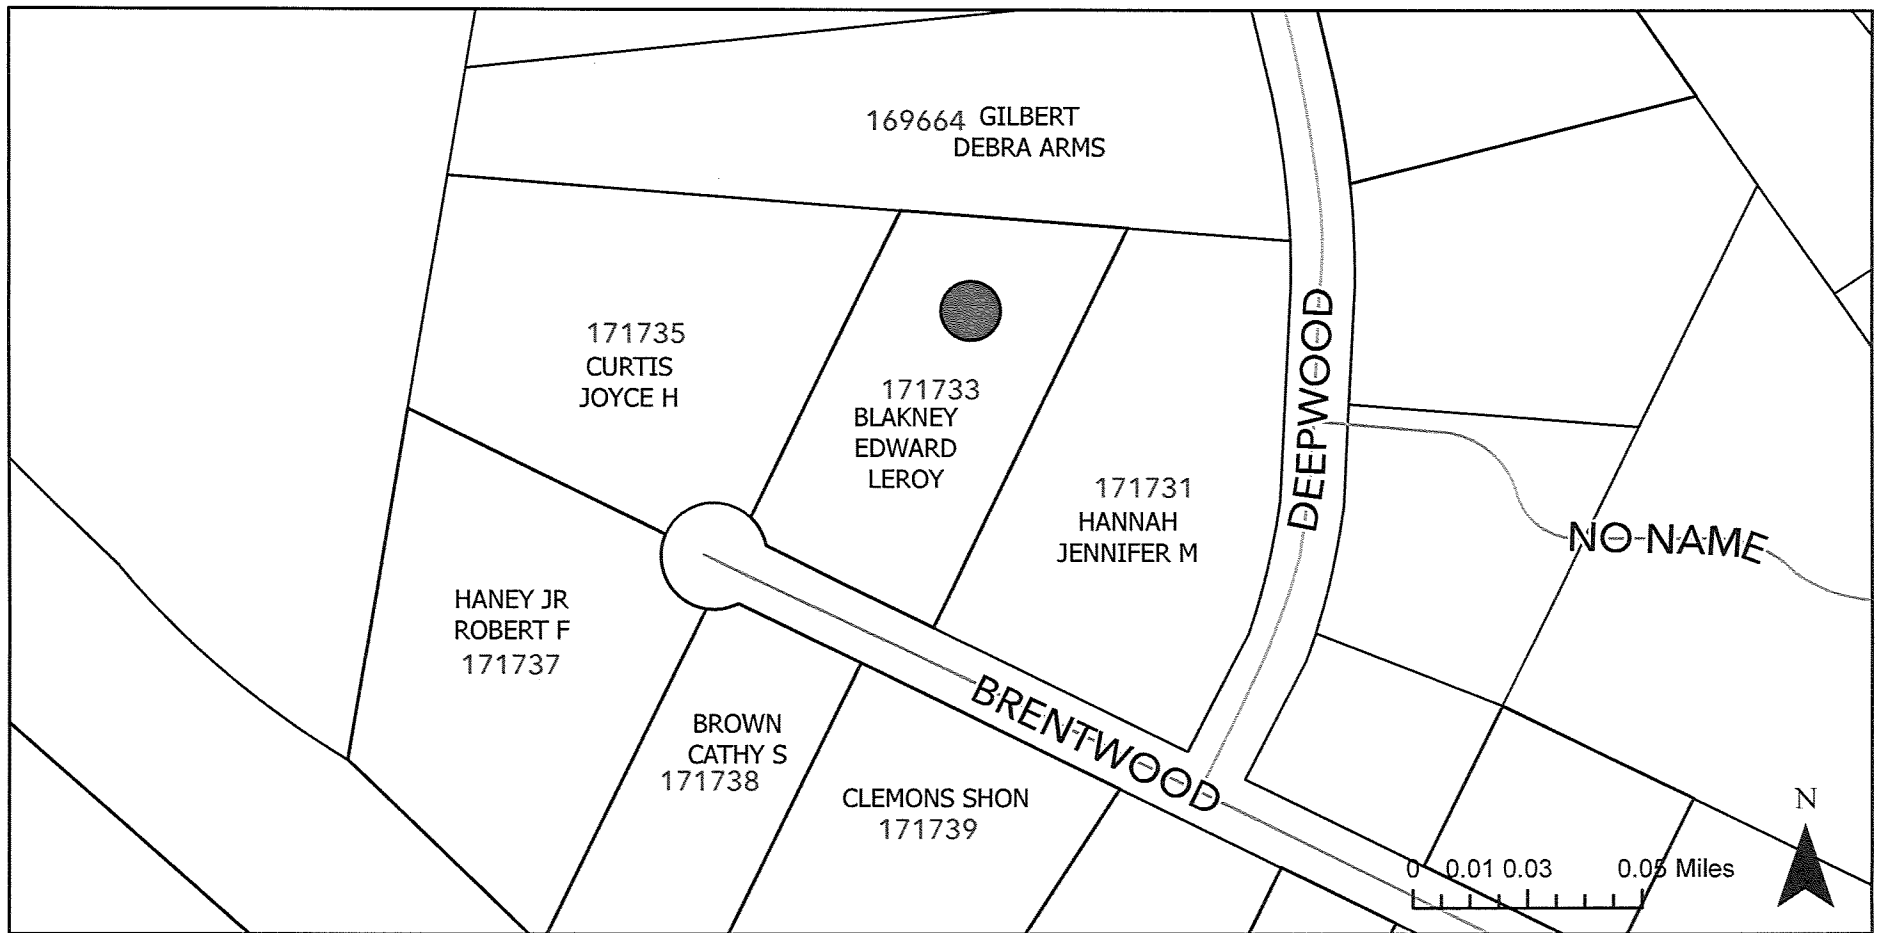 169664 GILBERT
DEBRA ARMS
171735
CURTIS
JOYCE H
171733
BLAKNEY
EDWARD
LEROY
171731
HANNAH
JENNIFER M
DEEPWOOD
NO NAME
HANEY JR
ROBERT F
171737
BROWN
CATHY S
171738
BRENTWOOD
CLEMONS SHON
171739
N
0 0.01 0.03 0.05 Miles